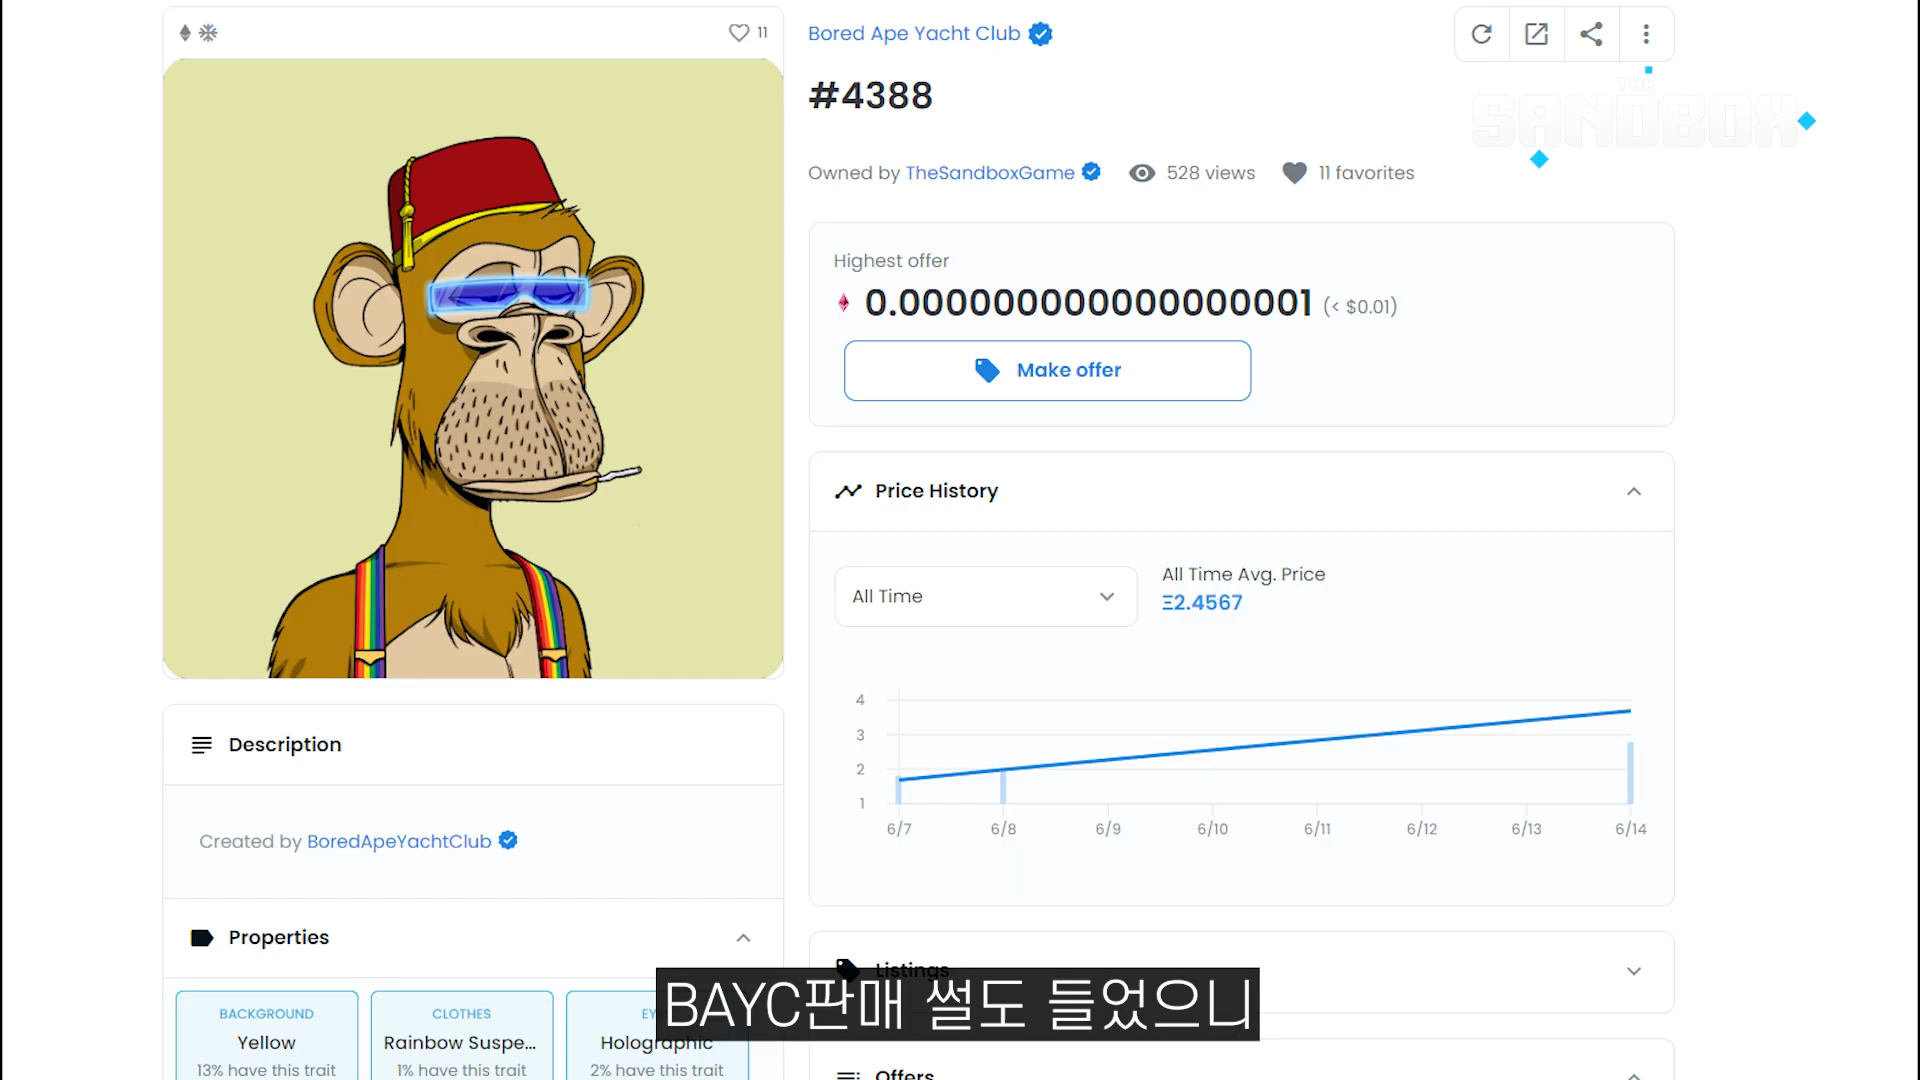 11
Bored Ape Yacht Club
#4388
THE
SANDBOX
Owned by TheSandboxGame 528 views 11 favorites
Highest offer
0.000000000000000001 (< $0.01)
Make offer
Price History
All Time
All Time Avg. Price
Ξ2.4567
4
3
2
1
6/7 6/8 6/9 6/10 6/11 6/12 6/13 6/14
Description
Created by BoredApeYachtClub
Properties
BACKGROUND
Yellow
13% have this trait
CLOTHES
Rainbow Suspe...
1% have this trait
EY
Holographic
2% have this trait
Listings
BAYC판매 썰도 들었으니
Offers